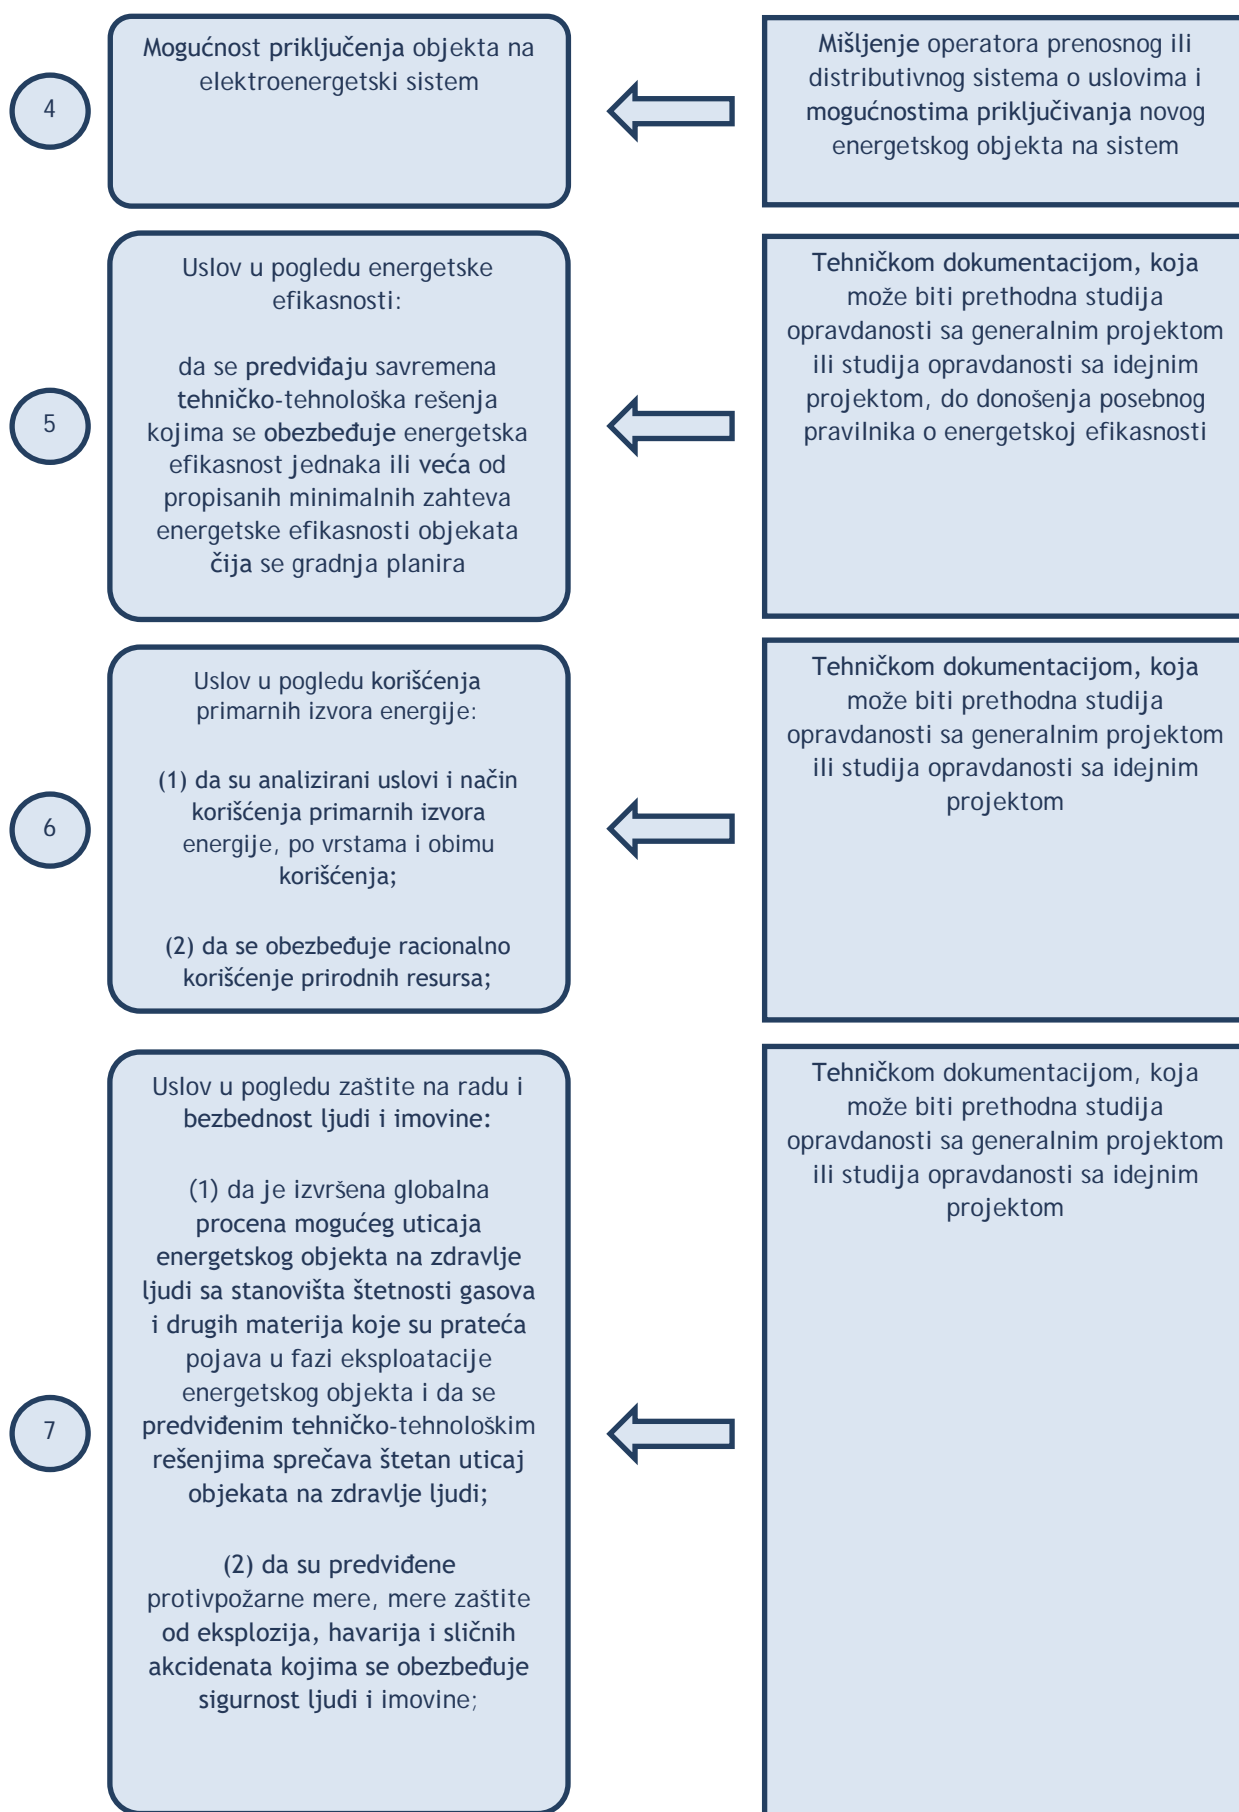 4
Mogućnost priključenja objekta na
elektroenergetski sistem
Mišljenje operatora prenosnog ili
distributivnog sistema o uslovima i
mogućnostima priključivanja novog
energetskog objekta na sistem
5
Uslov u pogledu energetske
efikasnosti:
da se predviđaju savremena
tehničko-tehnološka rešenja
kojima se obezbeđuje energetska
efikasnost jednaka ili veća od
propisanih minimalnih zahteva
energetske efikasnosti objekata
čija se gradnja planira
Tehničkom dokumentacijom, koja
može biti prethodna studija
opravdanosti sa generalnim projektom
ili studija opravdanosti sa idejnim
projektom, do donošenja posebnog
pravilnika o energetskoj efikasnosti
6
Uslov u pogledu korišćenja
primarnih izvora energije:
(1) da su analizirani uslovi i način
korišćenja primarnih izvora
energije, po vrstama i obimu
korišćenja;
(2) da se obezbeđuje racionalno
korišćenje prirodnih resursa;
Tehničkom dokumentacijom, koja
može biti prethodna studija
opravdanosti sa generalnim projektom
ili studija opravdanosti sa idejnim
projektom
7
Uslov u pogledu zaštite na radu i
bezbednost ljudi i imovine:
(1) da je izvršena globalna
procena mogućeg uticaja
energetskog objekta na zdravlje
ljudi sa stanovišta štetnosti gasova
i drugih materija koje su prateća
pojava u fazi eksploatacije
energetskog objekta i da se
predviđenim tehničko-tehnološkim
rešenjima sprečava štetan uticaj
objekata na zdravlje ljudi;
(2) da su predviđene
protivpožarne mere, mere zaštite
od eksplozija, havarija i sličnih
akcidenata kojima se obezbeđuje
sigurnost ljudi i imovine;
Tehničkom dokumentacijom, koja
može biti prethodna studija
opravdanosti sa generalnim projektom
ili studija opravdanosti sa idejnim
projektom